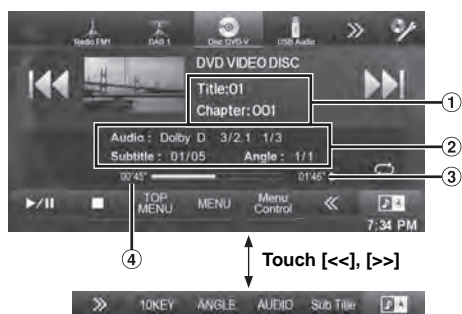 Radio FM1 DAB 1 Disc DVD-V USB Audio
DVD VIDEO DISC
Title:01
Chapter: 001
1
Audio : Dolby D 3/2.1 1/3
2
Subtitle : 01/05 Angle : 1/1
00'45" 01'46"
3
TOP MENU MENU Menu Control
7:34 PM
4
Touch [<<], [>>]
10KEY ANGLE AUDIO Sub Title